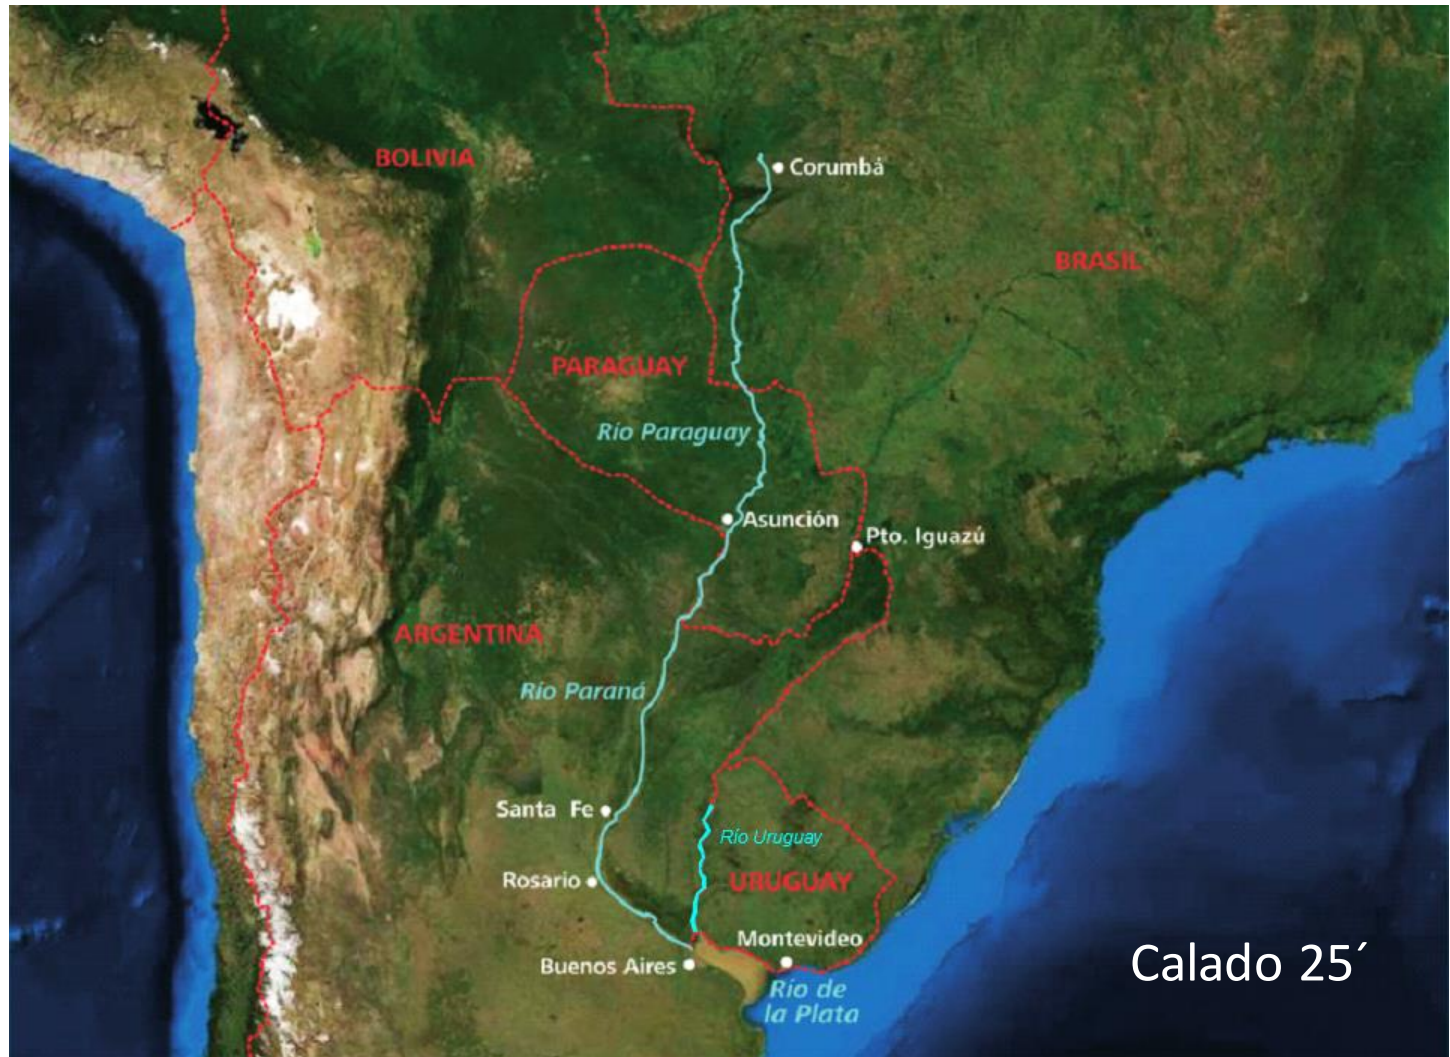 BOLIVIA
Corumbá
BRASIL
PARAGUAY
Río Paraguay
Asunción
Pto. Iguazú
ARGENTINA
Río Paraná
Santa Fe
Río Uruguay
Rosario
URUGUAY
Montevideo
Buenos Aires
Río de
la Plata
Calado 25´